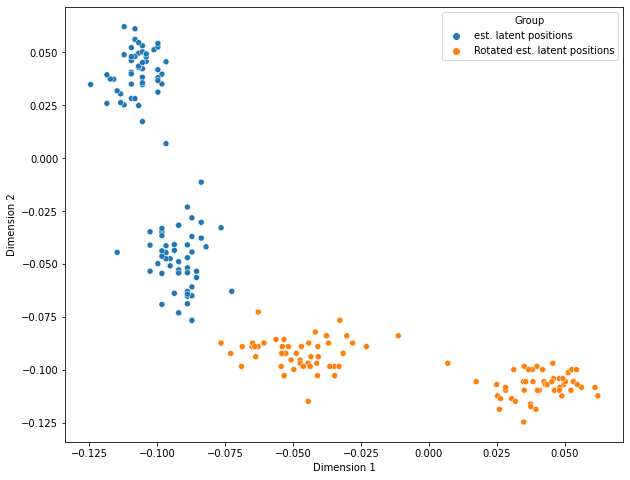 Group
est. latent positions
Rotated est. latent positions
0.050
0.025
0.000
−0.025
−0.050
−0.075
−0.100
−0.125
Dimension 2
−0.125 −0.100 −0.075 −0.050 −0.025 0.000 0.025 0.050
Dimension 1